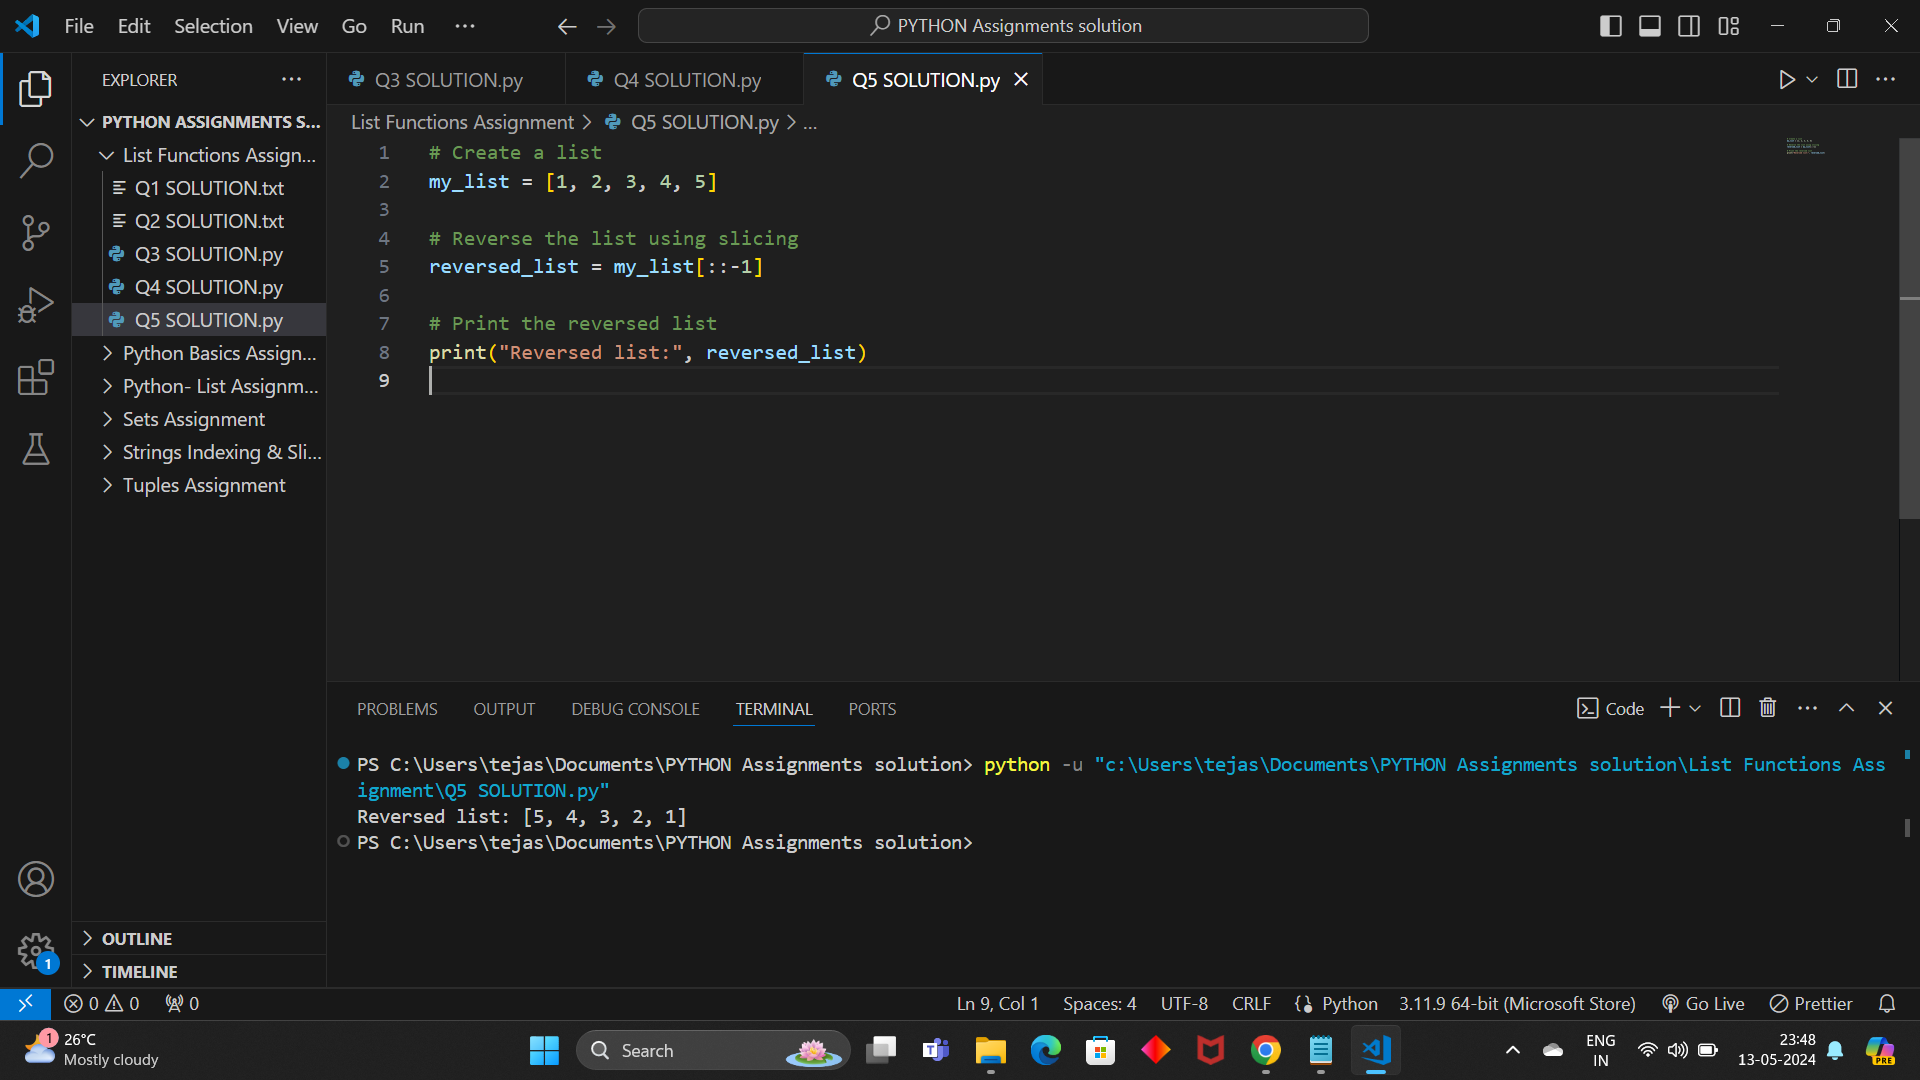 File Edit Selection View Go Run ···
PYTHON Assignments solution
EXPLORER ···
PYTHON ASSIGNMENTS S...
List Functions Assign...
Q1 SOLUTION.txt
Q2 SOLUTION.txt
Q3 SOLUTION.py
Q4 SOLUTION.py
Q5 SOLUTION.py
Python Basics Assign...
Python- List Assignm...
Sets Assignment
Strings Indexing & Sli...
Tuples Assignment
OUTLINE
TIMELINE
1
Q3 SOLUTION.py Q4 SOLUTION.py Q5 SOLUTION.py
List Functions Assignment > Q5 SOLUTION.py > ...
1 # Create a list
2 my_list = [1, 2, 3, 4, 5]
3
4 # Reverse the list using slicing
5 reversed_list = my_list[::-1]
6
7 # Print the reversed list
8 print("Reversed list:", reversed_list)
9
PROBLEMS OUTPUT DEBUG CONSOLE TERMINAL PORTS
Code
PS C:\Users\tejas\Documents\PYTHON Assignments solution> python -u "c:\Users\tejas\Documents\PYTHON Assignments solution\List Functions Ass
ignment\Q5 SOLUTION.py"
Reversed list: [5, 4, 3, 2, 1]
PS C:\Users\tejas\Documents\PYTHON Assignments solution>
0 0 0
Ln 9, Col 1 Spaces: 4 UTF-8 CRLF {} Python 3.11.9 64-bit (Microsoft Store) Go Live Prettier
1
26°C
Mostly cloudy
Search
ENG
IN
23:48
13-05-2024
PRE